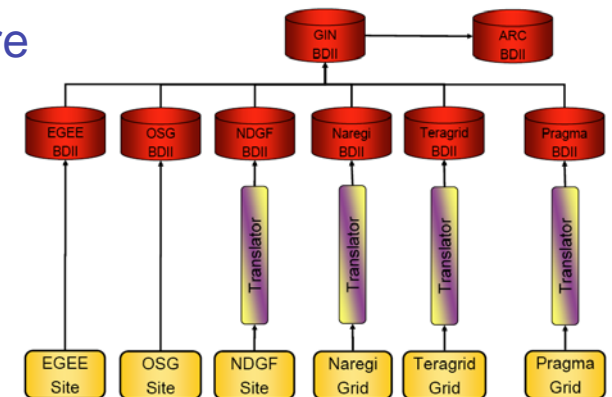 re
GIN
BDII
ARC
BDII
EGEE
BDII
OSG
BDII
NDGF
BDII
Naregi
BDII
Teragrid
BDII
Pragma
BDII
Translator
Translator
Translator
Translator
EGEE
Site
OSG
Site
NDGF
Site
Naregi
Grid
Teragrid
Grid
Pragma
Grid